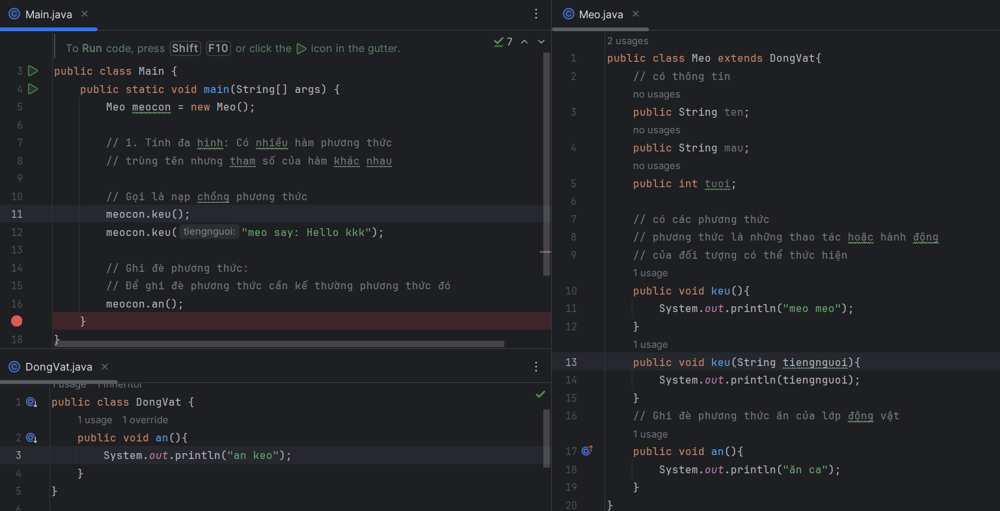 Main.java
To Run code, press Shift F10 or click the icon in the gutter.
7
3 public class Main {
4 public static void main(String[] args) {
5 Meo meocon = new Meo();
6
7 // 1. Tính đa hình: Có nhiều hàm phương thức
8 // trùng tên nhưng tham số của hàm khác nhau
9
10 // Gọi là nạp chồng phương thức
11 meocon.keu();
12 meocon.keu( tiengnguoi: "meo say: Hello kkk");
13
14 // Ghi đè phương thức:
15 // Để ghi đè phương thức cần kế thường phương thức đó
16 meocon.an();
}
18 }
DongVat.java
1 usage 1 inheritor
1 public class DongVat {
1 usage 1 override
2 public void an(){
3 System.out.println("an keo");
4 }
5 }
6
Meo.java
2 usages
1 public class Meo extends DongVat{
2 // có thông tin
no usages
3 public String ten;
no usages
4 public String mau;
no usages
5 public int tuoi;
6
7 // có các phương thức
8 // phương thức là những thao tác hoặc hành động
9 // của đối tượng có thể thực hiện
1 usage
10 public void keu(){
11 System.out.println("meo meo");
12 }
1 usage
13 public void keu(String tiengnguoi){
14 System.out.println(tiengnguoi);
15 }
16 // Ghi đè phương thức ăn của lớp động vật
1 usage
17 public void an(){
18 System.out.println("ăn ca");
19 }
20 }